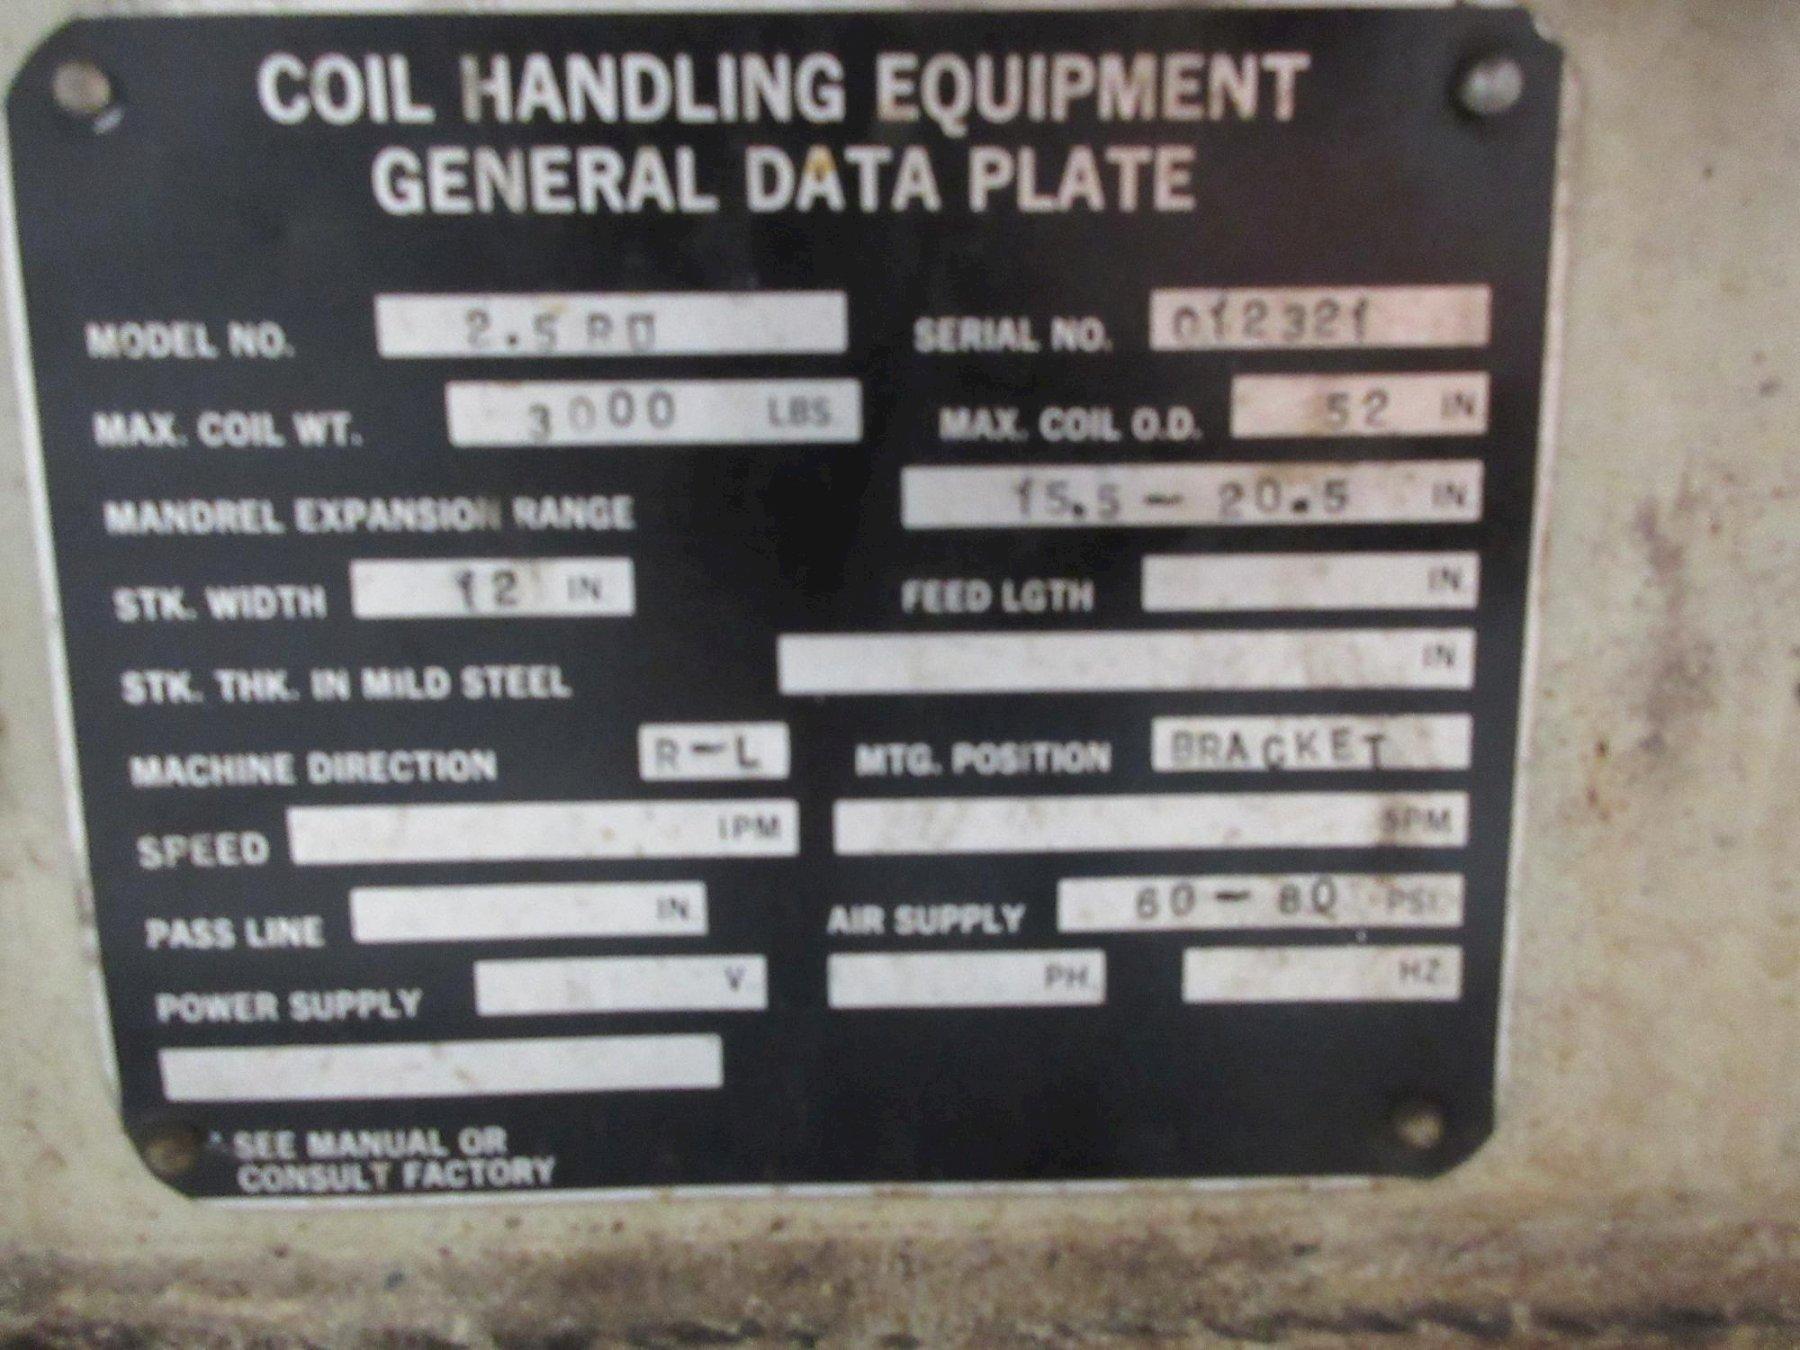 COIL HANDLING EQUIPMENT
GENERAL DATA PLATE
MODEL NO. 2.5 RO SERIAL NO. 012321
MAX. COIL WT. 3000 LBS. MAX. COIL O.D. 52 IN.
MANDREL EXPANSION RANGE 15.5 - 20.5 IN.
STK. WIDTH 12 IN. FEED LGTH IN.
STK. THK. IN MILD STEEL IN.
MACHINE DIRECTION R-L MTG. POSITION BRACKET
SPEED IPM. SPM.
PASS LINE IN. AIR SUPPLY 60-80 PSI.
POWER SUPPLY V. PH. HZ.
* SEE MANUAL OR
CONSULT FACTORY